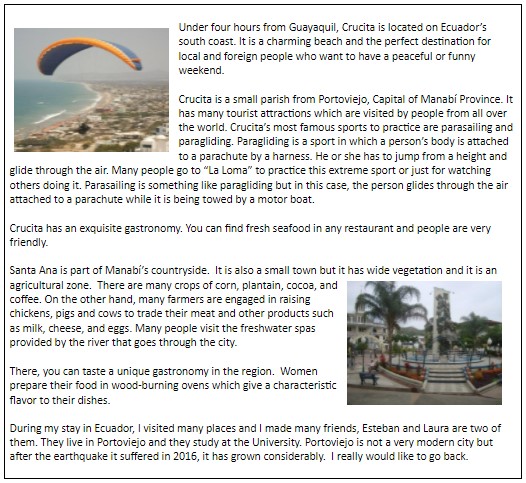 Under four hours from Guayaquil, Crucita is located on Ecuador's
south coast. It is a charming beach and the perfect destination for
local and foreign people who want to have a peaceful or funny
weekend.
Crucita is a small parish from Portoviejo, Capital of Manabí Province. It
has many tourist attractions which are visited by people from all over
the world. Crucita's most famous sports to practice are parasailing and
paragliding. Paragliding is a sport in which a person's body is attached
to a parachute by a harness. He or she has to jump from a height and
glide through the air. Many people go to "La Loma" to practice this extreme sport or just for watching
others doing it. Parasailing is something like paragliding but in this case, the person glides through the air
attached to a parachute while it is being towed by a motor boat.
Crucita has an exquisite gastronomy. You can find fresh seafood in any restaurant and people are very
friendly.
Santa Ana is part of Manabí's countryside. It is also a small town but it has wide vegetation and it is an
agricultural zone. There are many crops of corn, plantain, cocoa, and
coffee. On the other hand, many farmers are engaged in raising
chickens, pigs and cows to trade their meat and other products such
as milk, cheese, and eggs. Many people visit the freshwater spas
provided by the river that goes through the city.
There, you can taste a unique gastronomy in the region. Women
prepare their food in wood-burning ovens which give a characteristic
flavor to their dishes.
During my stay in Ecuador, I visited many places and I made many friends, Esteban and Laura are two of
them. They live in Portoviejo and they study at the University. Portoviejo is not a very modern city but
after the earthquake it suffered in 2016, it has grown considerably. I really would like to go back.